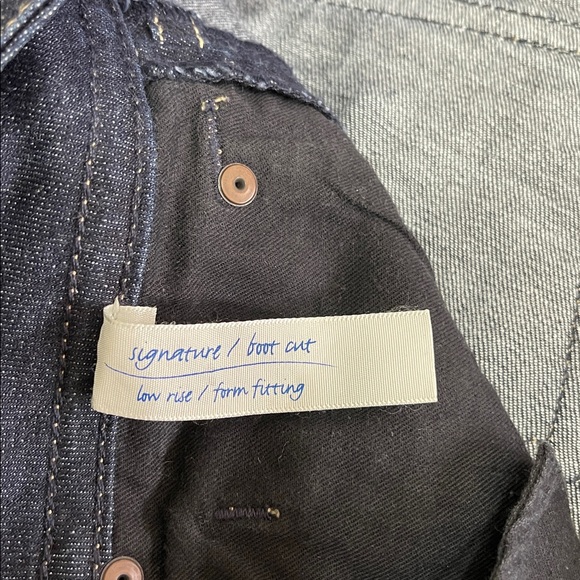 signature / boot cut
low rise / form fitting